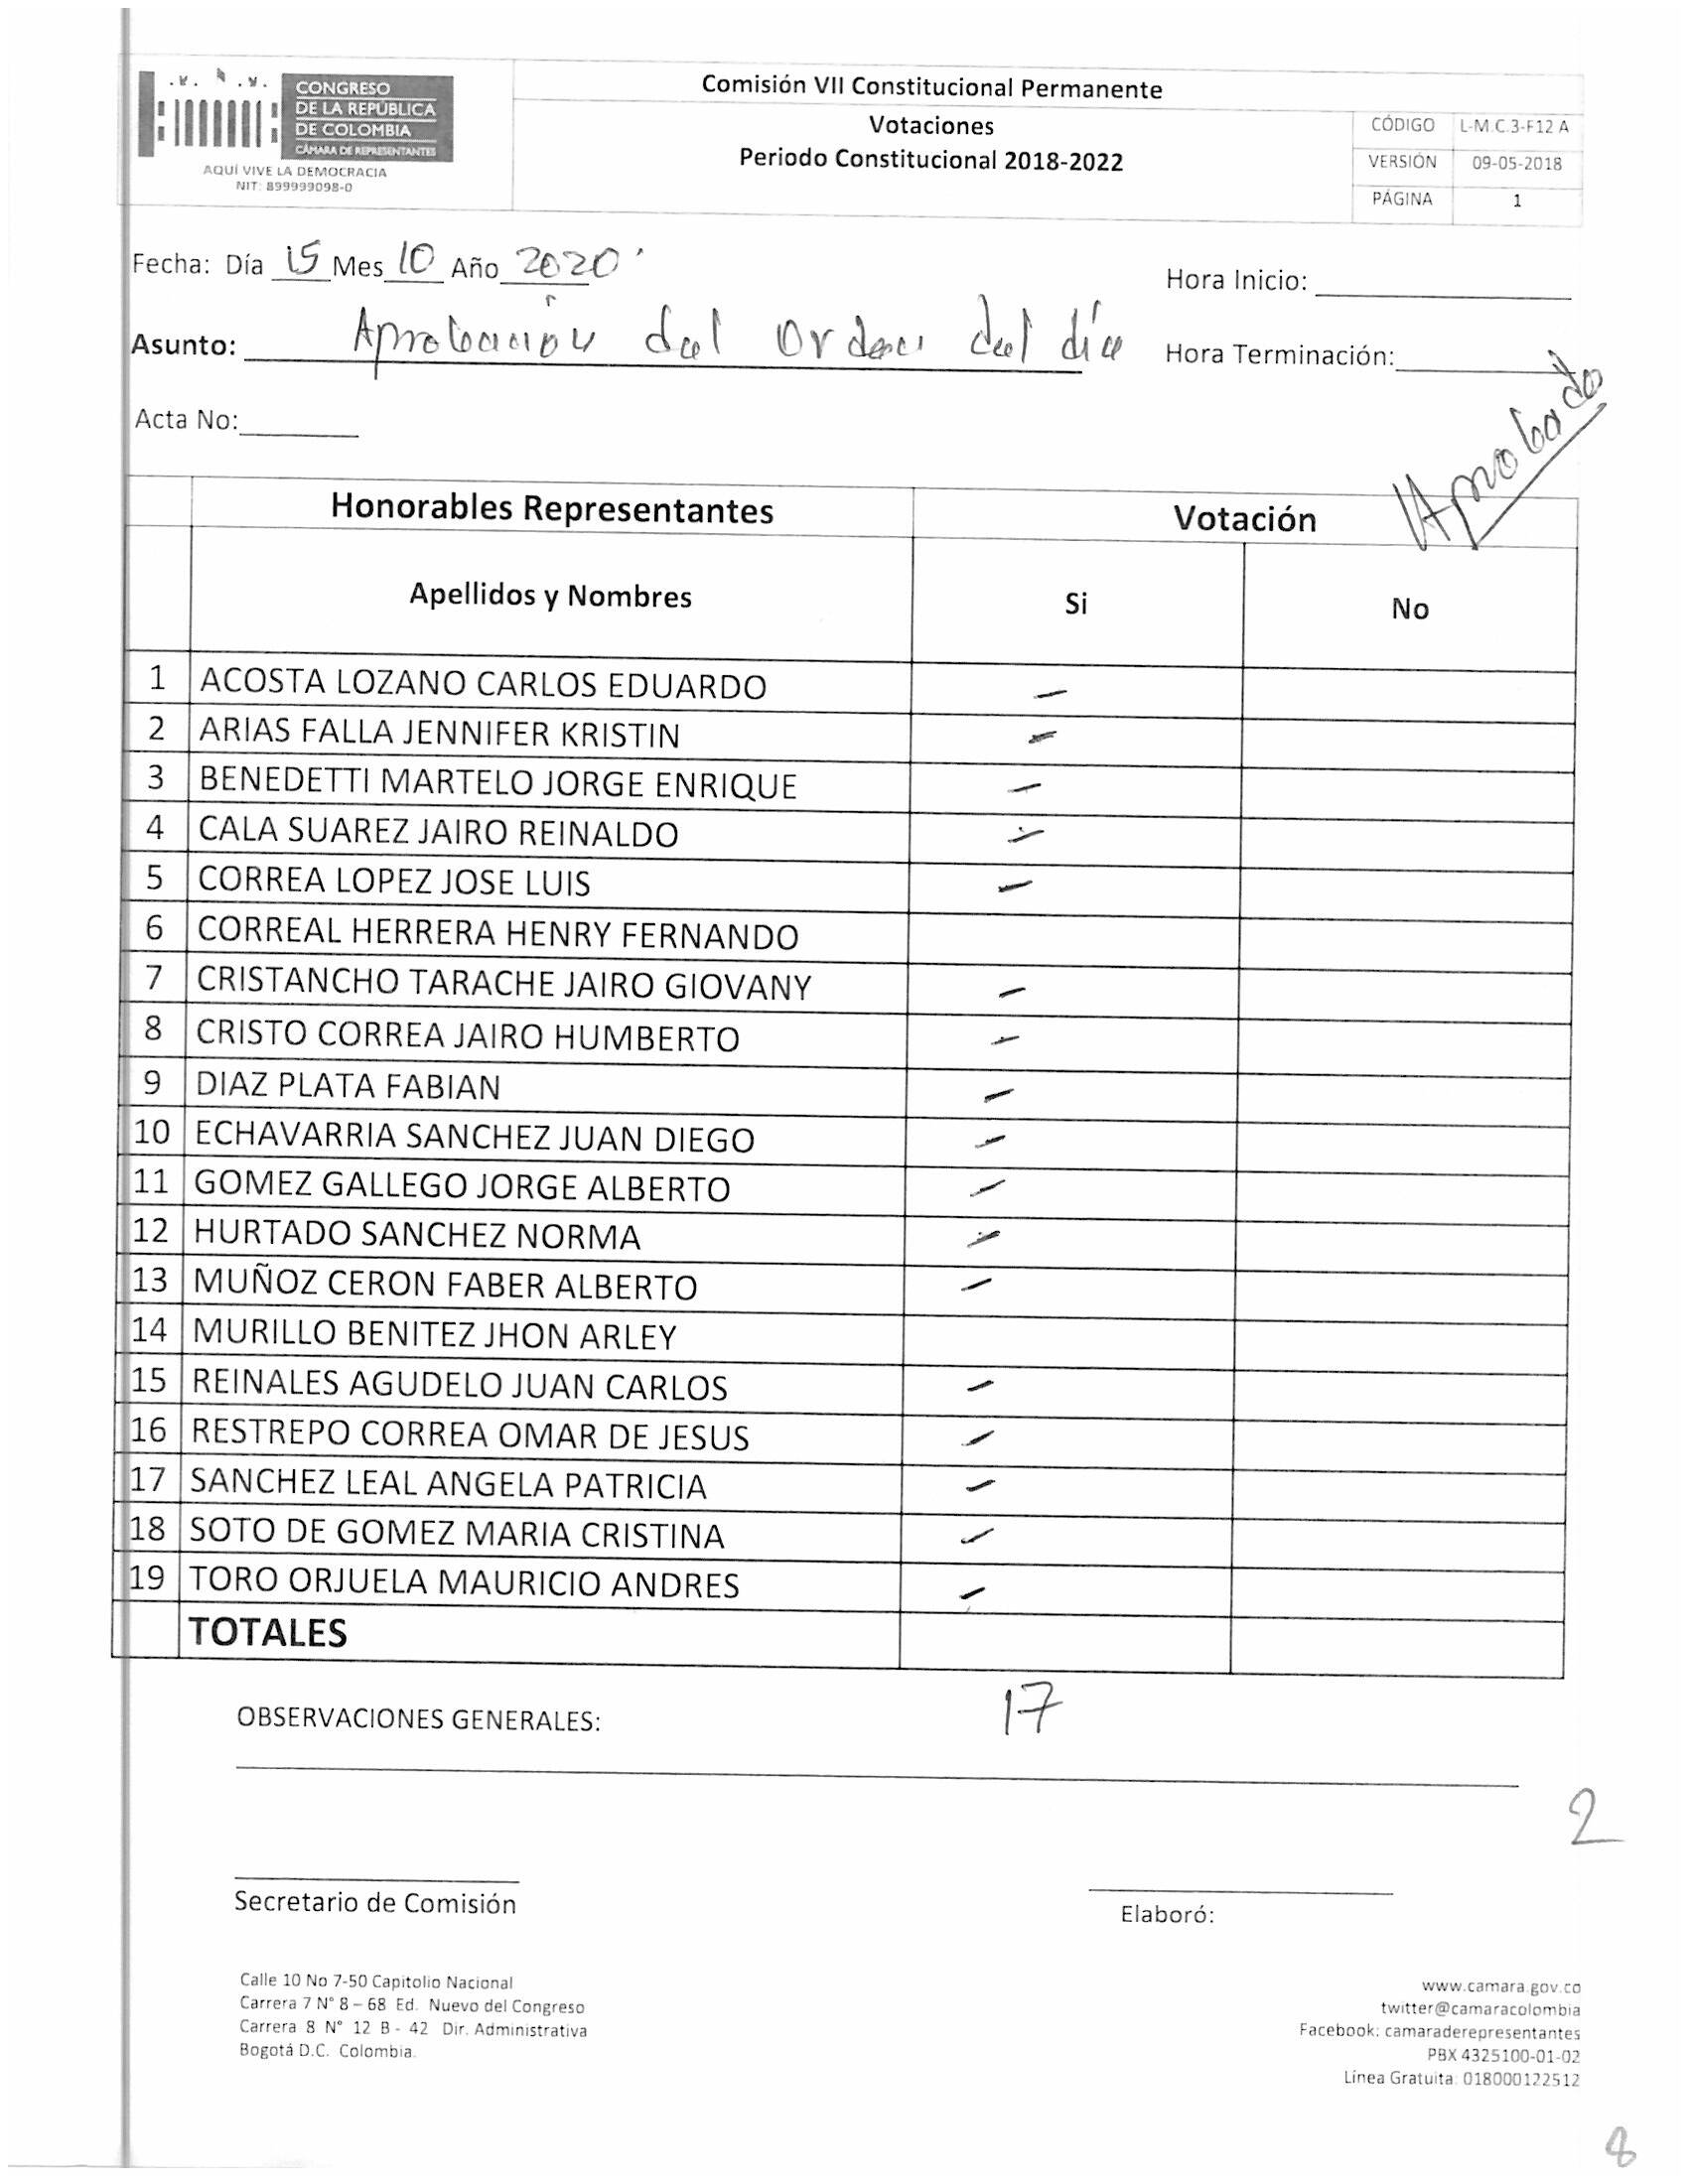 CONGRESO
DE LA REPÚBLICA
DE COLOMBIA
CÁMARA DE REPRESENTANTES
AQUÍ VIVE LA DEMOCRACIA
NIT: 899999098-0
Comisión VII Constitucional Permanente
Votaciones
Periodo Constitucional 2018-2022
CÓDIGO L-M.C.3-F12 A
VERSIÓN 09-05-2018
PÁGINA 1
Fecha: Día 15 Mes 10 Año 2020
Hora Inicio:
Asunto: Aprobación del Orden del día
Hora Terminación:
Acta No:
Aprobado
Honorables Representantes Votación
Apellidos y Nombres Si No
1 ACOSTA LOZANO CARLOS EDUARDO –
2 ARIAS FALLA JENNIFER KRISTIN –
3 BENEDETTI MARTELO JORGE ENRIQUE –
4 CALA SUAREZ JAIRO REINALDO –
5 CORREA LOPEZ JOSE LUIS –
6 CORREAL HERRERA HENRY FERNANDO
7 CRISTANCHO TARACHE JAIRO GIOVANY –
8 CRISTO CORREA JAIRO HUMBERTO –
9 DIAZ PLATA FABIAN –
10 ECHAVARRIA SANCHEZ JUAN DIEGO –
11 GOMEZ GALLEGO JORGE ALBERTO –
12 HURTADO SANCHEZ NORMA –
13 MUÑOZ CERON FABER ALBERTO –
14 MURILLO BENITEZ JHON ARLEY
15 REINALES AGUDELO JUAN CARLOS –
16 RESTREPO CORREA OMAR DE JESUS –
17 SANCHEZ LEAL ANGELA PATRICIA –
18 SOTO DE GOMEZ MARIA CRISTINA –
19 TORO ORJUELA MAURICIO ANDRES –
TOTALES
17
OBSERVACIONES GENERALES:
2
Secretario de Comisión
Elaboró:
Calle 10 No 7-50 Capitolio Nacional
Carrera 7 N° 8 – 68 Ed. Nuevo del Congreso
Carrera 8 N° 12 B - 42 Dir. Administrativa
Bogotá D.C. Colombia.
www.camara.gov.co
twitter@camaracolombia
Facebook: camaraderepresentantes
PBX 4325100-01-02
Línea Gratuita: 018000122512
8